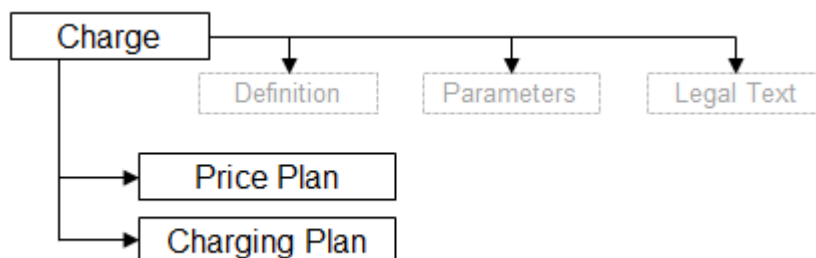 Charge
Definition
Parameters
Legal Text
Price Plan
Charging Plan